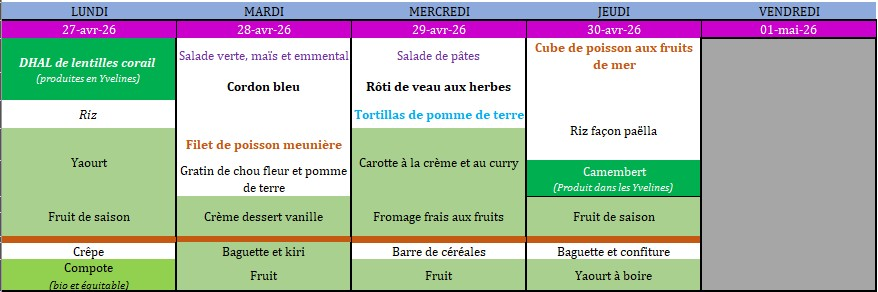 LUNDI
MARDI
MERCREDI
JEUDI
VENDREDI
27-avr-26
28-avr-26
29-avr-26
30-avr-26
01-mai-26
DHAL de lentilles corail
(produites en Yvelines)
Riz
Yaourt
Fruit de saison
Crêpe
Compote
(bio et équitable)
Salade verte, maïs et emmental
Cordon bleu
Filet de poisson meunière
Gratin de chou fleur et pomme
de terre
Crème dessert vanille
Baguette et kiri
Fruit
Salade de pâtes
Rôti de veau aux herbes
Tortillas de pomme de terre
Carotte à la crème et au curry
Fromage frais aux fruits
Barre de céréales
Fruit
Cube de poisson aux fruits
de mer
Riz façon paëlla
Camembert
(Produit dans les Yvelines)
Fruit de saison
Baguette et confiture
Yaourt à boire